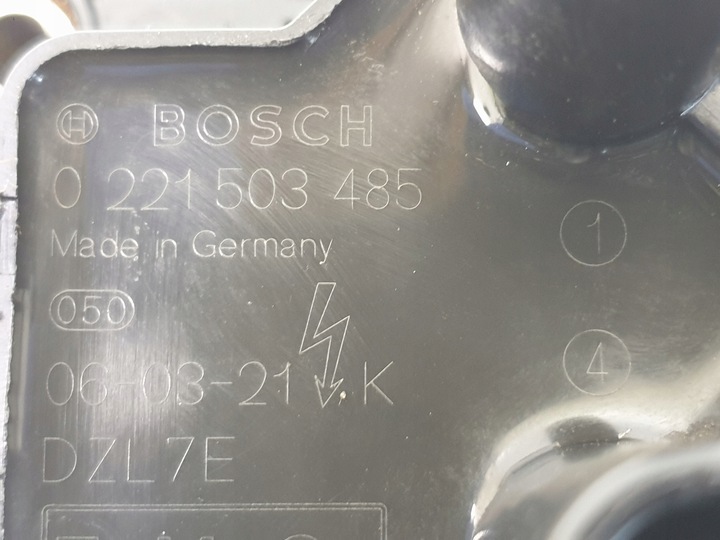 BOSCH
0 221 503 485
Made in Germany
1
050
4
06-03-21 K
DZL7E